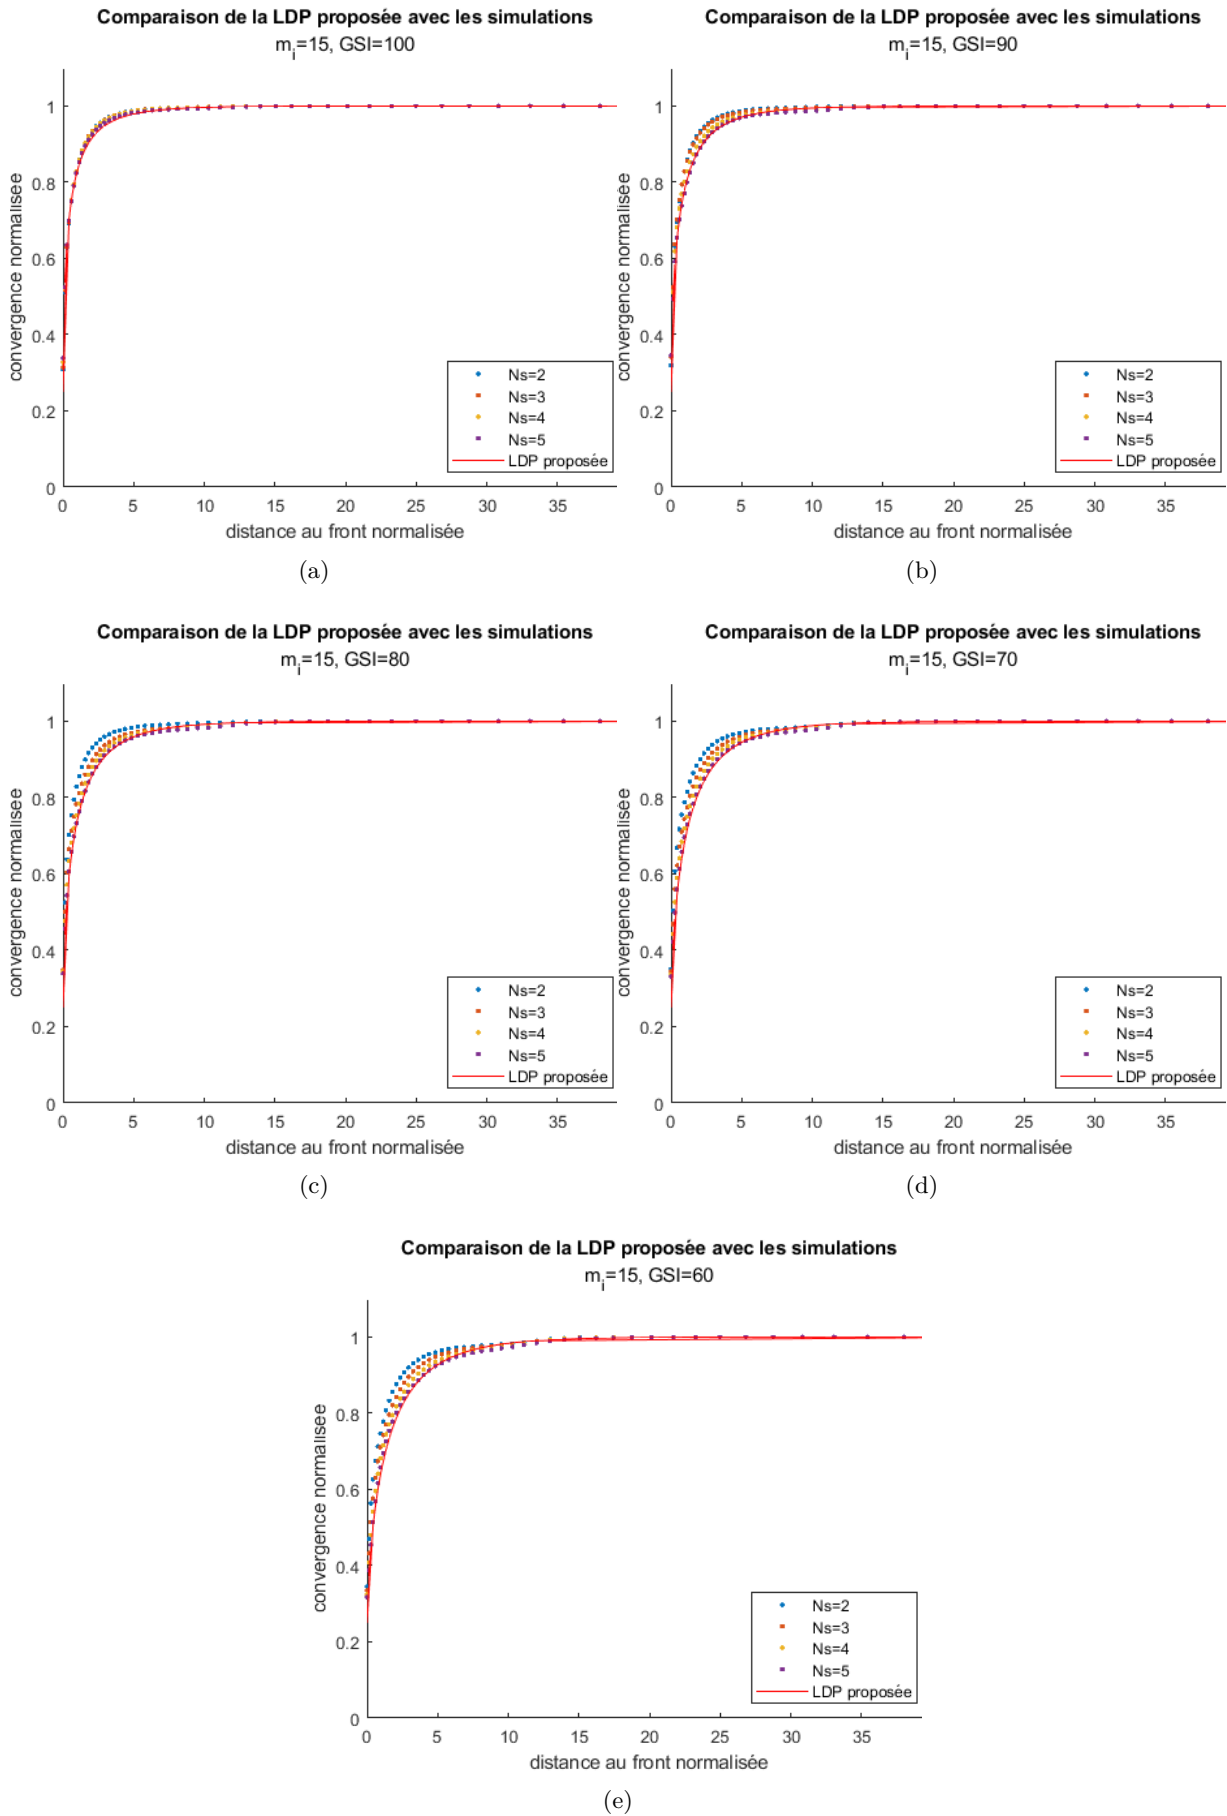 Comparaison de la LDP proposée avec les simulations
m_i=15, GSI=100
convergence normalisée
1
0.8
0.6
0.4
0.2
0
0 5 10 15 20 25 30 35
distance au front normalisée
Ns=2
Ns=3
Ns=4
Ns=5
LDP proposée
(a)
Comparaison de la LDP proposée avec les simulations
m_i=15, GSI=90
convergence normalisée
1
0.8
0.6
0.4
0.2
0
0 5 10 15 20 25 30 35
distance au front normalisée
Ns=2
Ns=3
Ns=4
Ns=5
LDP proposée
(b)
Comparaison de la LDP proposée avec les simulations
m_i=15, GSI=80
convergence normalisée
1
0.8
0.6
0.4
0.2
0
0 5 10 15 20 25 30 35
distance au front normalisée
Ns=2
Ns=3
Ns=4
Ns=5
LDP proposée
(c)
Comparaison de la LDP proposée avec les simulations
m_i=15, GSI=70
convergence normalisée
1
0.8
0.6
0.4
0.2
0
0 5 10 15 20 25 30 35
distance au front normalisée
Ns=2
Ns=3
Ns=4
Ns=5
LDP proposée
(d)
Comparaison de la LDP proposée avec les simulations
m_i=15, GSI=60
convergence normalisée
1
0.8
0.6
0.4
0.2
0
0 5 10 15 20 25 30 35
distance au front normalisée
Ns=2
Ns=3
Ns=4
Ns=5
LDP proposée
(e)